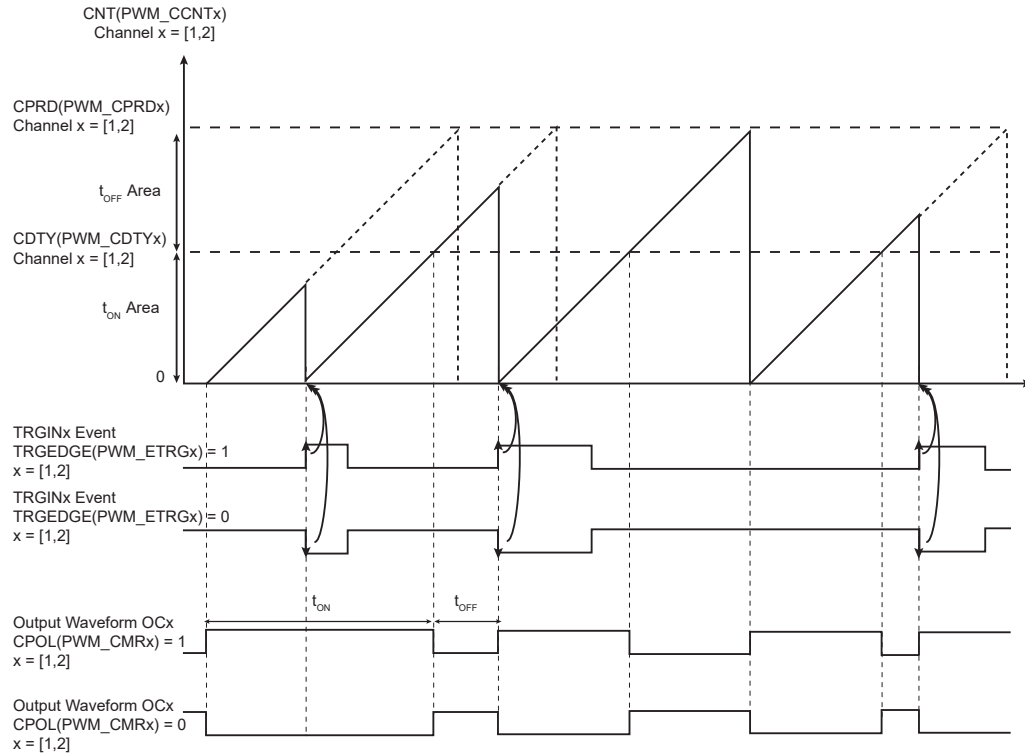 CNT(PWM_CCNTx)
Channel x = [1,2]
CPRD(PWM_CPRDx)
Channel x = [1,2]
tOFF Area
CDTY(PWM_CDTYx)
Channel x = [1,2]
tON Area
0
TRGINx Event
TRGEDGE(PWM_ETRGx) = 1
x = [1,2]
TRGINx Event
TRGEDGE(PWM_ETRGx) = 0
x = [1,2]
tON
tOFF
Output Waveform OCx
CPOL(PWM_CMRx) = 1
x = [1,2]
Output Waveform OCx
CPOL(PWM_CMRx) = 0
x = [1,2]